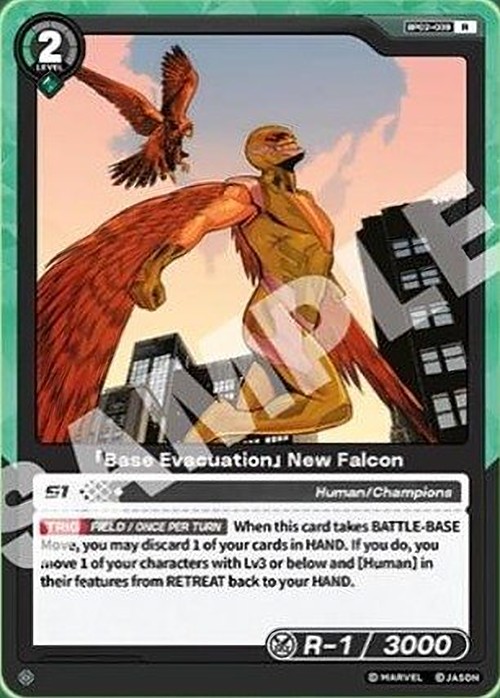 BP02-039 R
2
LEVEL
「Base Evacuation」 New Falcon
S1
Human/Champions
TRIG FIELD / ONCE PER TURN When this card takes BATTLE-BASE
Move, you may discard 1 of your cards in HAND. If you do, you
move 1 of your characters with Lv3 or below and [Human] in
their features from RETREAT back to your HAND.
R-1 / 3000
© MARVEL © JASON
SAMPLE